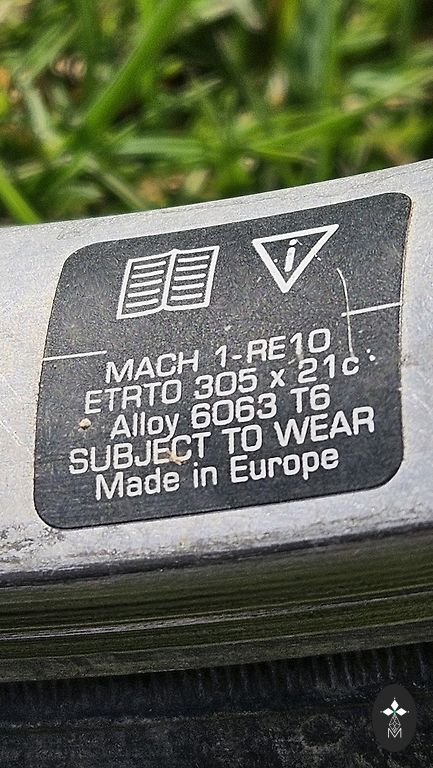 MACH 1-RE10
ETRTO 305 x 21c
Alloy 6063 T6
SUBJECT TO WEAR
Made in Europe
M